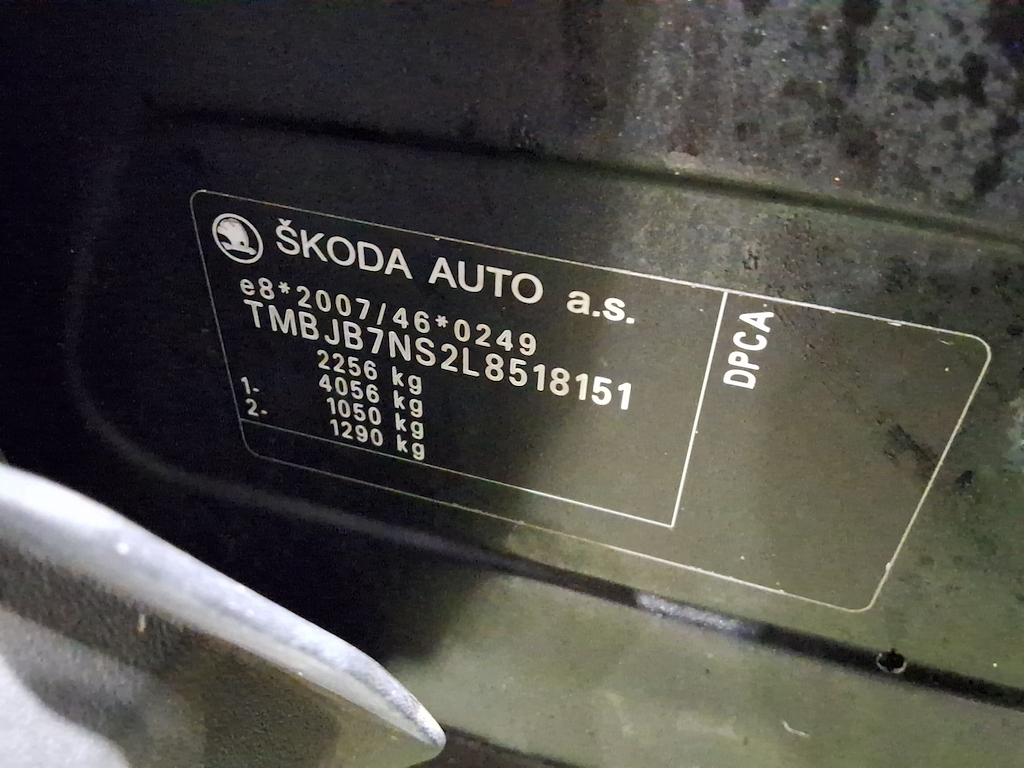 ŠKODA AUTO a.s.
e8*2007/46*0249
TMBJB7NS2L8518151
2256 kg
4056 kg
1- 1050 kg
2- 1290 kg
DPCA